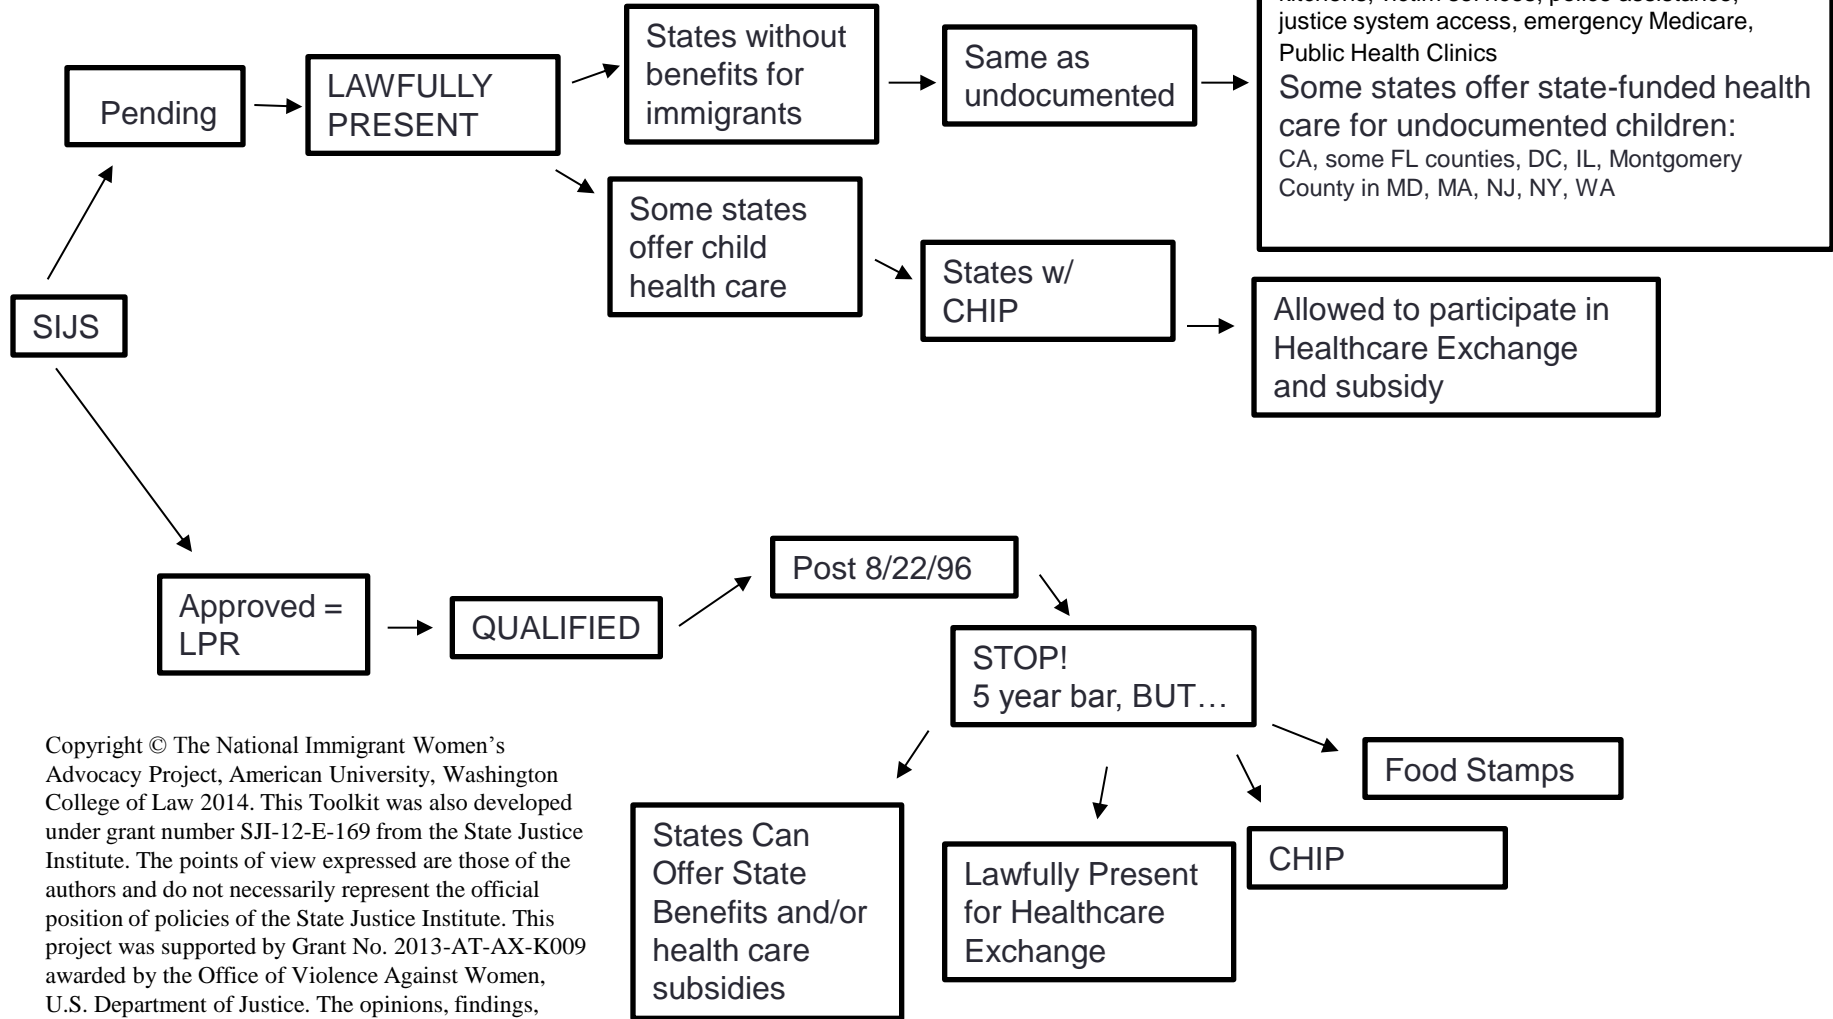 kitchens, victim services, police assistance,
justice system access, emergency Medicare,
Public Health Clinics
Some states offer state-funded health
care for undocumented children:
CA, some FL counties, DC, IL, Montgomery
County in MD, MA, NJ, NY, WA
States without
benefits for
immigrants
Same as
undocumented
Pending
LAWFULLY
PRESENT
Some states
offer child
health care
States w/
CHIP
Allowed to participate in
Healthcare Exchange
and subsidy
SIJS
Approved =
LPR
QUALIFIED
Post 8/22/96
STOP!
5 year bar, BUT…
States Can
Offer State
Benefits and/or
health care
subsidies
Lawfully Present
for Healthcare
Exchange
CHIP
Food Stamps
Copyright © The National Immigrant Women’s
Advocacy Project, American University, Washington
College of Law 2014. This Toolkit was also developed
under grant number SJI-12-E-169 from the State Justice
Institute. The points of view expressed are those of the
authors and do not necessarily represent the official
position of policies of the State Justice Institute. This
project was supported by Grant No. 2013-AT-AX-K009
awarded by the Office of Violence Against Women,
U.S. Department of Justice. The opinions, findings,